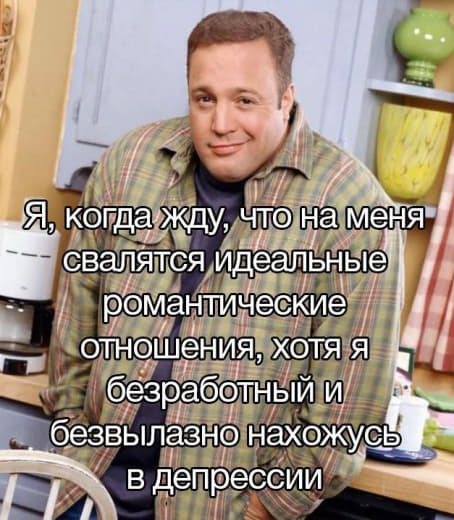 Я, когда жду, что на меня
свалятся идеальные
романтические
отношения, хотя я
безработный и
безвылазно нахожусь
в депрессии